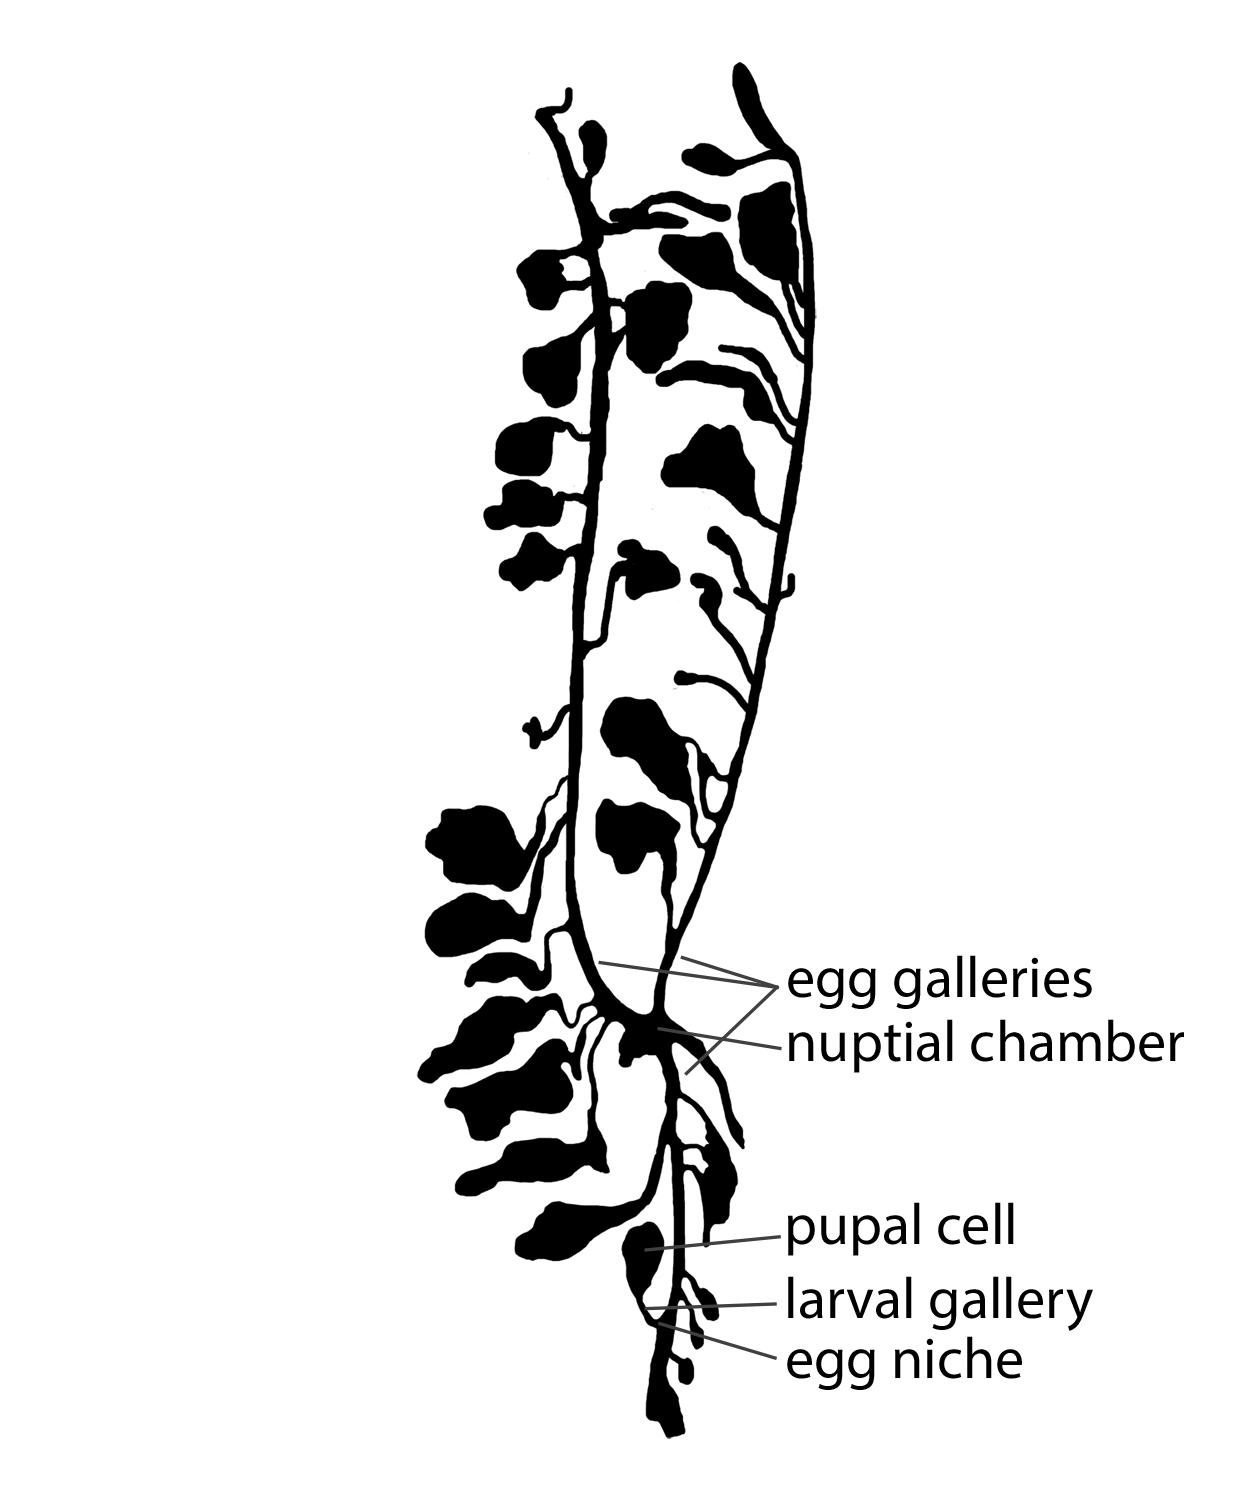 egg galleries
nuptial chamber
pupal cell
larval gallery
egg niche